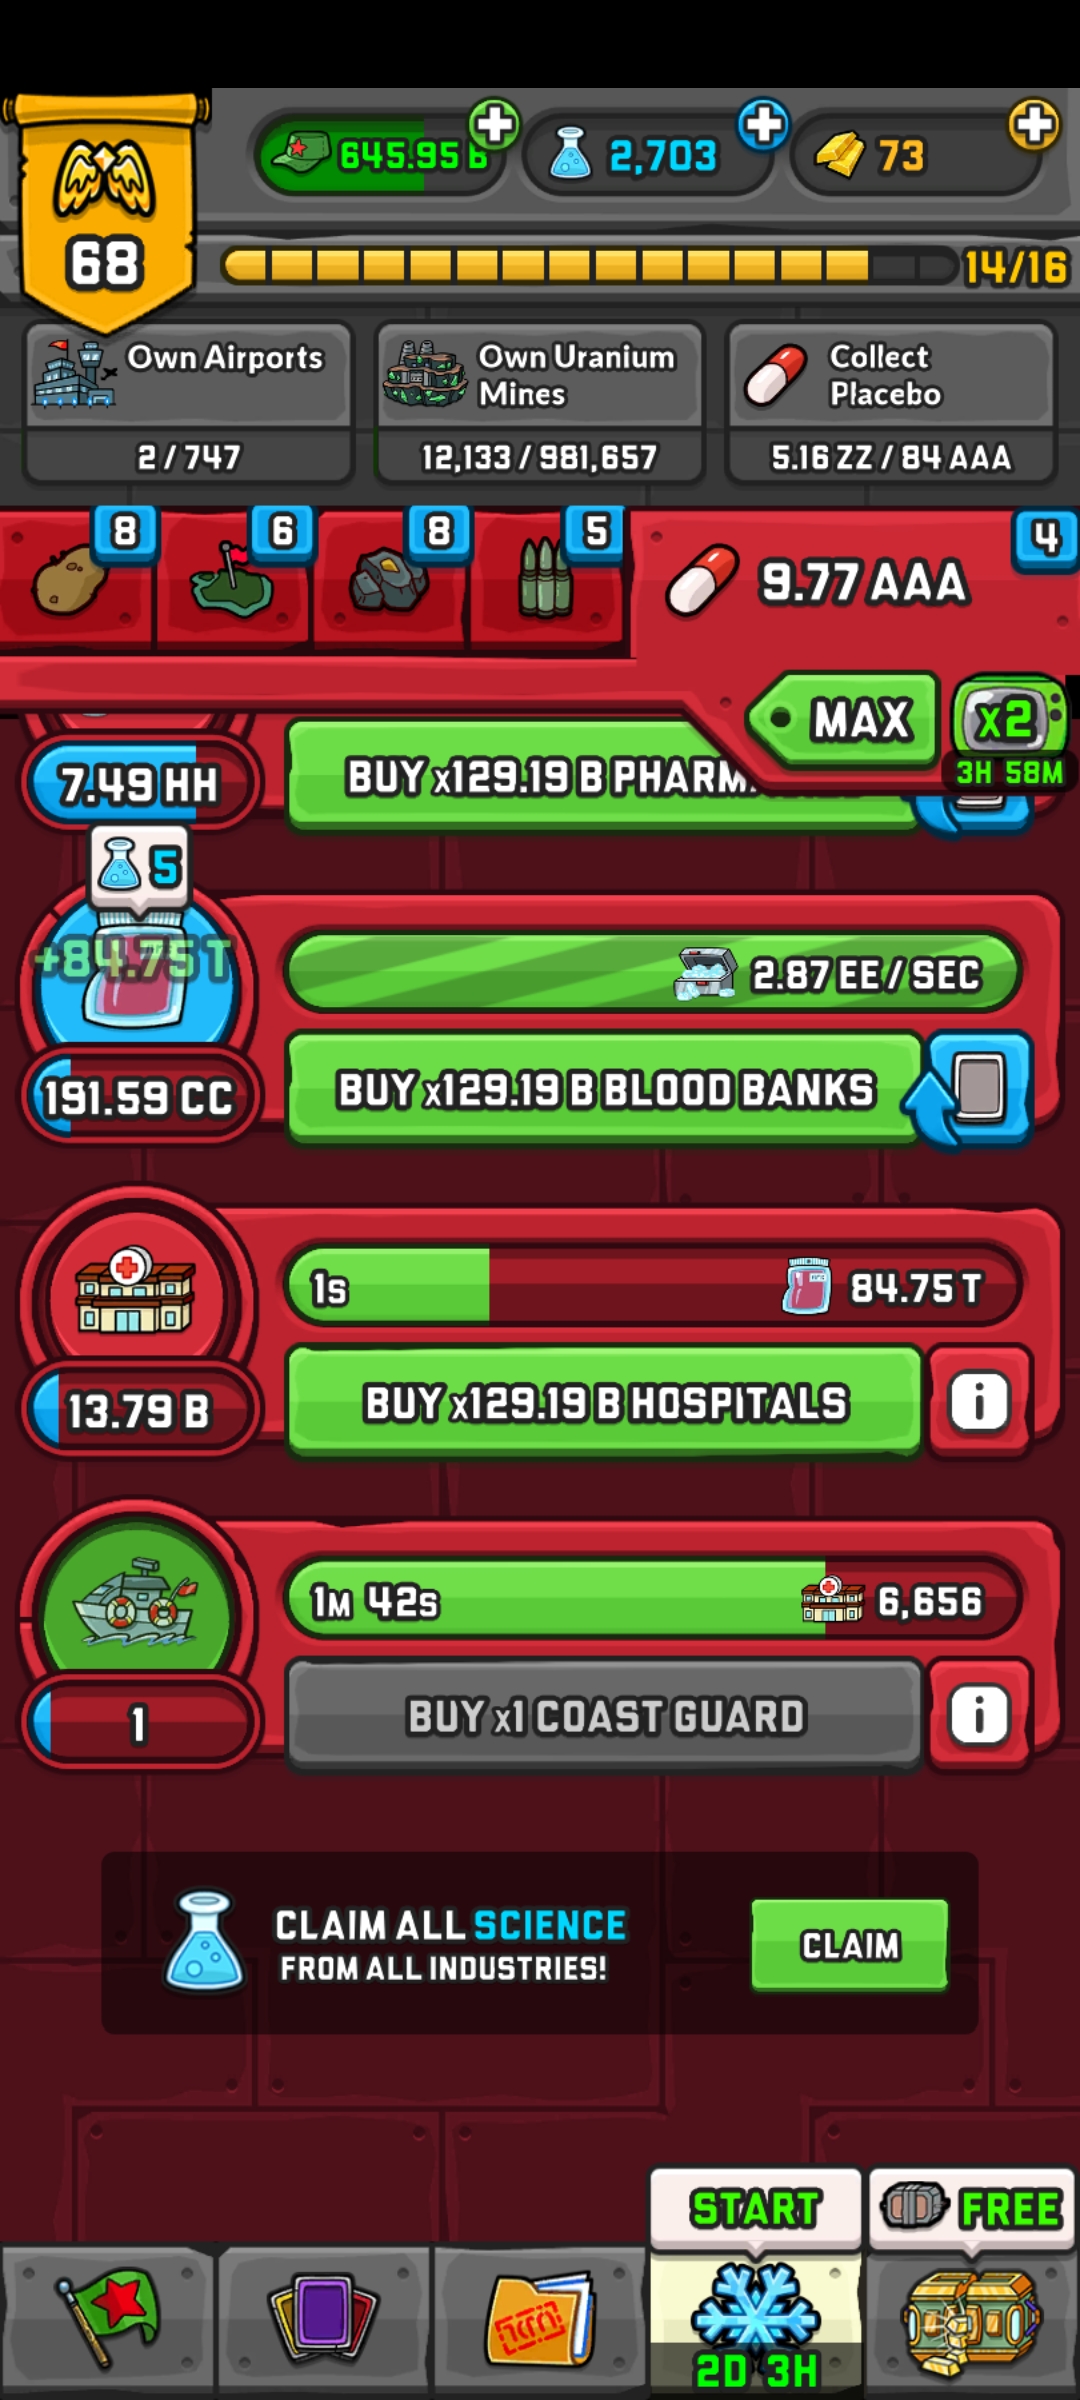 645.95 B
2,703
73
68
14/16
Own Airports
2 / 747
Own Uranium
Mines
12,133 / 981,657
Collect
Placebo
5.16 ZZ / 84 AAA
8
6
8
5
4
9.77 AAA
MAX
x2
3H 58M
7.49 HH
BUY x129.19 B
5
+84.75 T
2.87 EE / SEC
191.59 CC
BUY x129.19 B BLOOD BANKS
1s
84.75 T
13.79 B
BUY x129.19 B HOSPITALS
i
1M 42s
6,656
1
BUY x1 COAST GUARD
i
CLAIM ALL SCIENCE
FROM ALL INDUSTRIES!
CLAIM
START
FREE
2D 3H